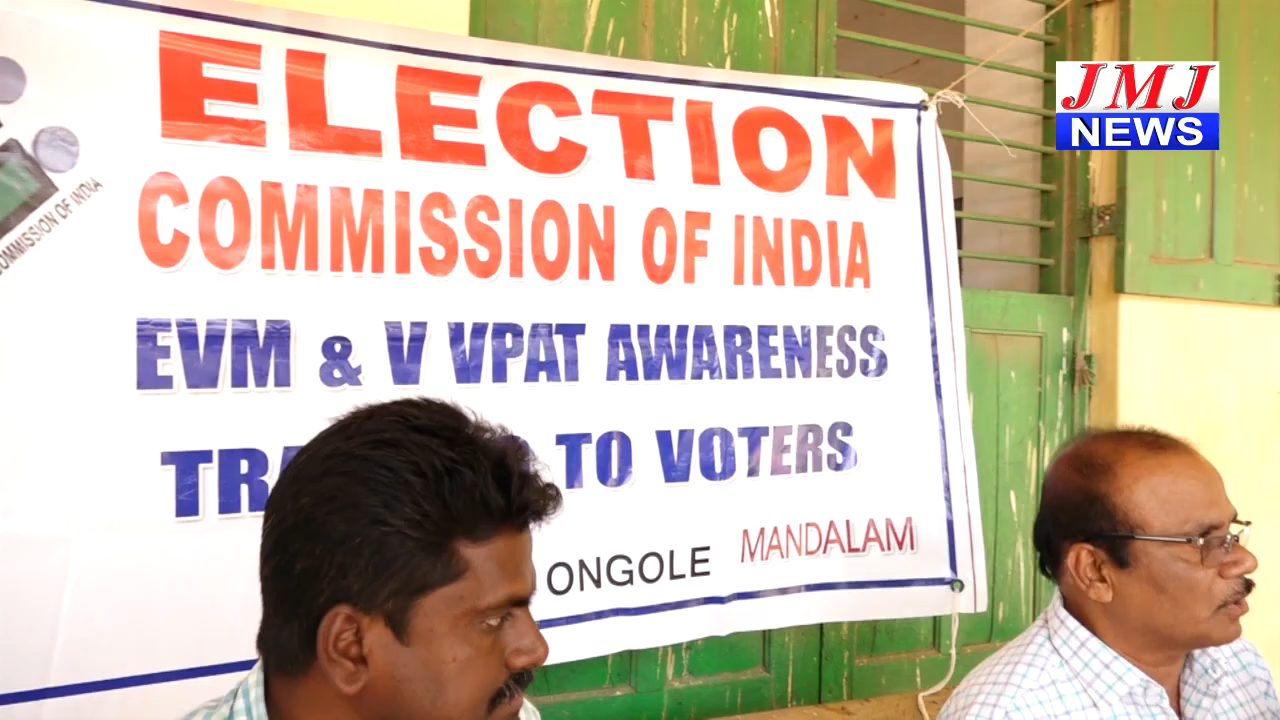 ELECTION
COMMISSION OF INDIA
EVM & V VPAT AWARENESS
TO VOTERS
ONGOLE MANDALAM
COMMISSION OF INDIA
JMJ
NEWS